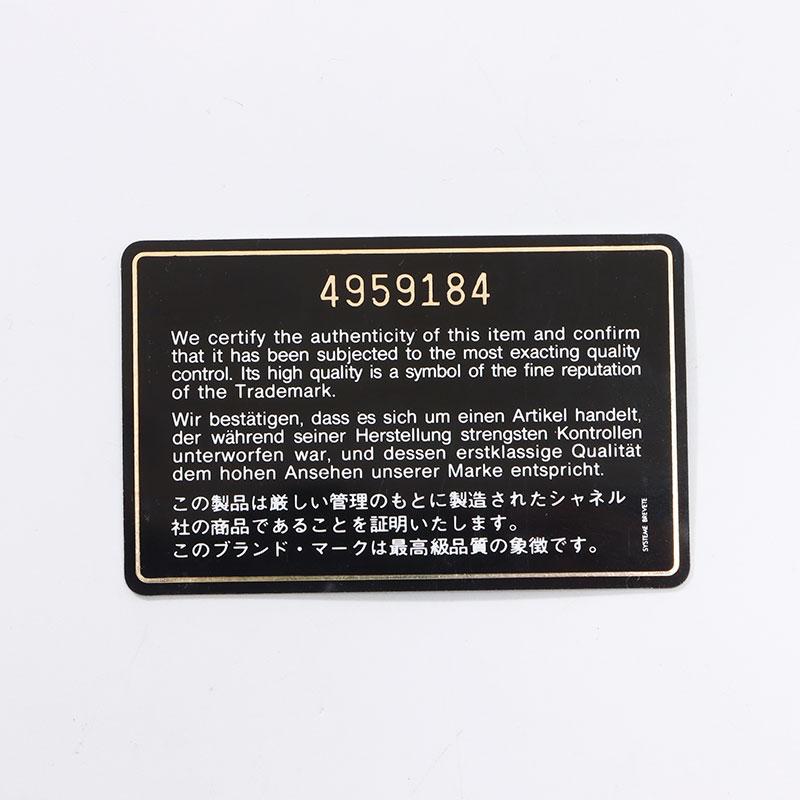 4959184
We certify the authenticity of this item and confirm
that it has been subjected to the most exacting quality
control. Its high quality is a symbol of the fine reputation
of the Trademark.
Wir bestätigen, dass es sich um einen Artikel handelt,
der während seiner Herstellung strengsten Kontrollen
unterworfen war, und dessen erstklassige Qualität
dem hohen Ansehen unserer Marke entspricht.
この製品は厳しい管理のもとに製造されたシャネル
社の商品であることを証明いたします。
このブランド・マークは最高級品質の象徴です。
SYSTEME BREVETE